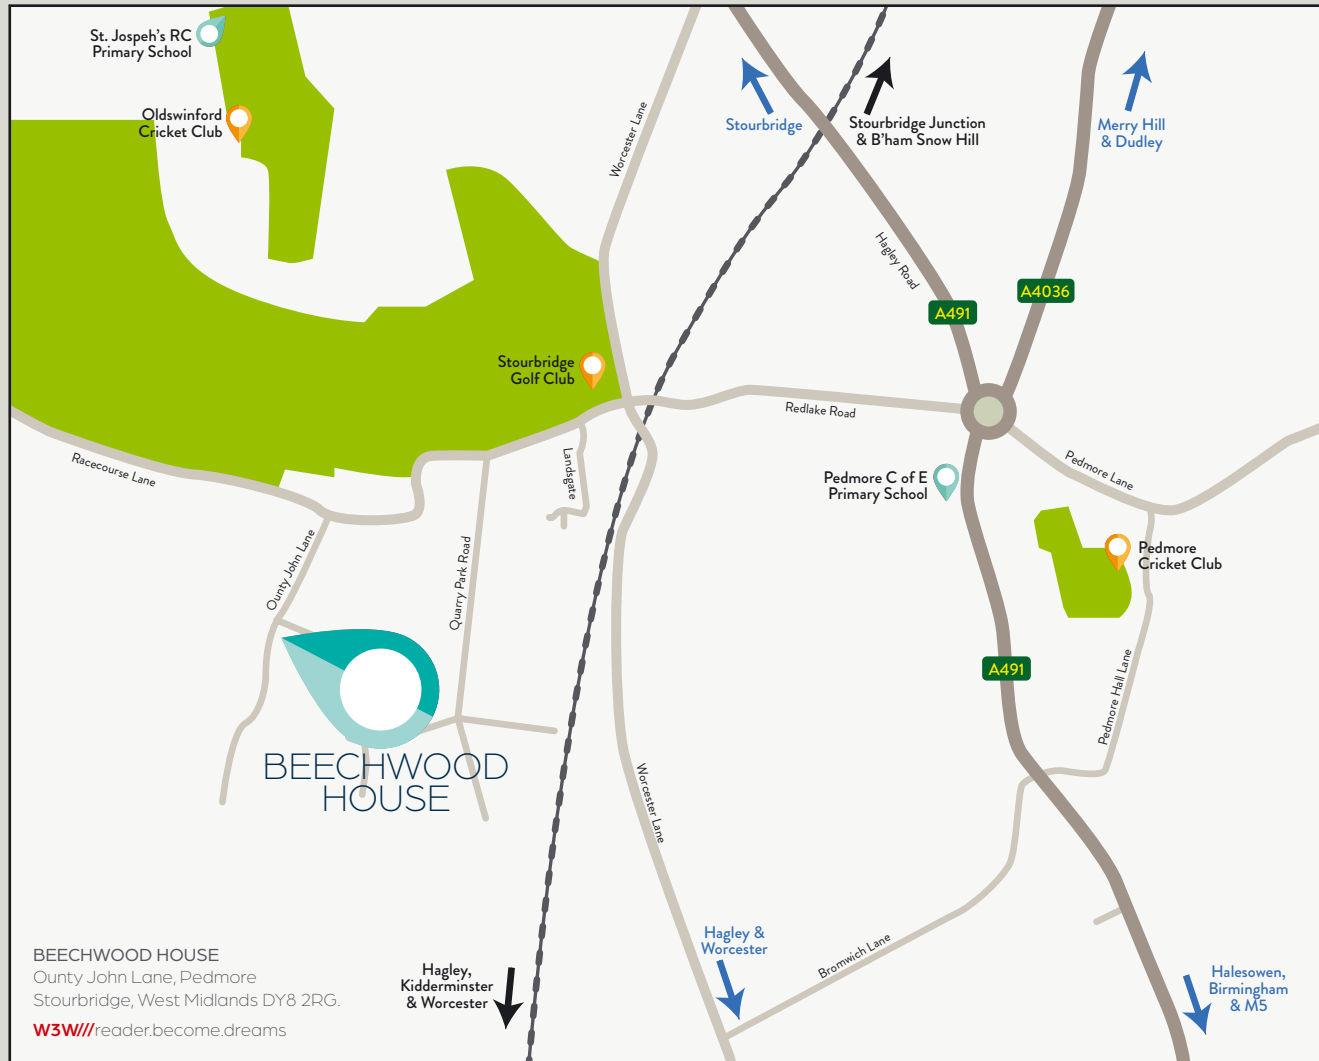 St. Jospeh's RC
Primary School
Oldswinford
Cricket Club
Worcester Lane
Stourbridge
Stourbridge Junction
& B'ham Snow Hill
Merry Hill
& Dudley
Hagley Road
A4036
A491
Stourbridge
Golf Club
Redlake Road
Racecourse Lane
Landsgate
Pedmore C of E
Primary School
Pedmore Lane
Pedmore
Cricket Club
Ounty John Lane
Quarry Park Road
A491
Pedmore Hall Lane
BEECHWOOD
HOUSE
Worcester Lane
BEECHWOOD HOUSE
Ounty John Lane, Pedmore
Stourbridge, West Midlands DY8 2RG.
W3W///reader.become.dreams
Hagley,
Kidderminster
& Worcester
Hagley &
Worcester
Bromwich Lane
Halesowen,
Birmingham
& M5